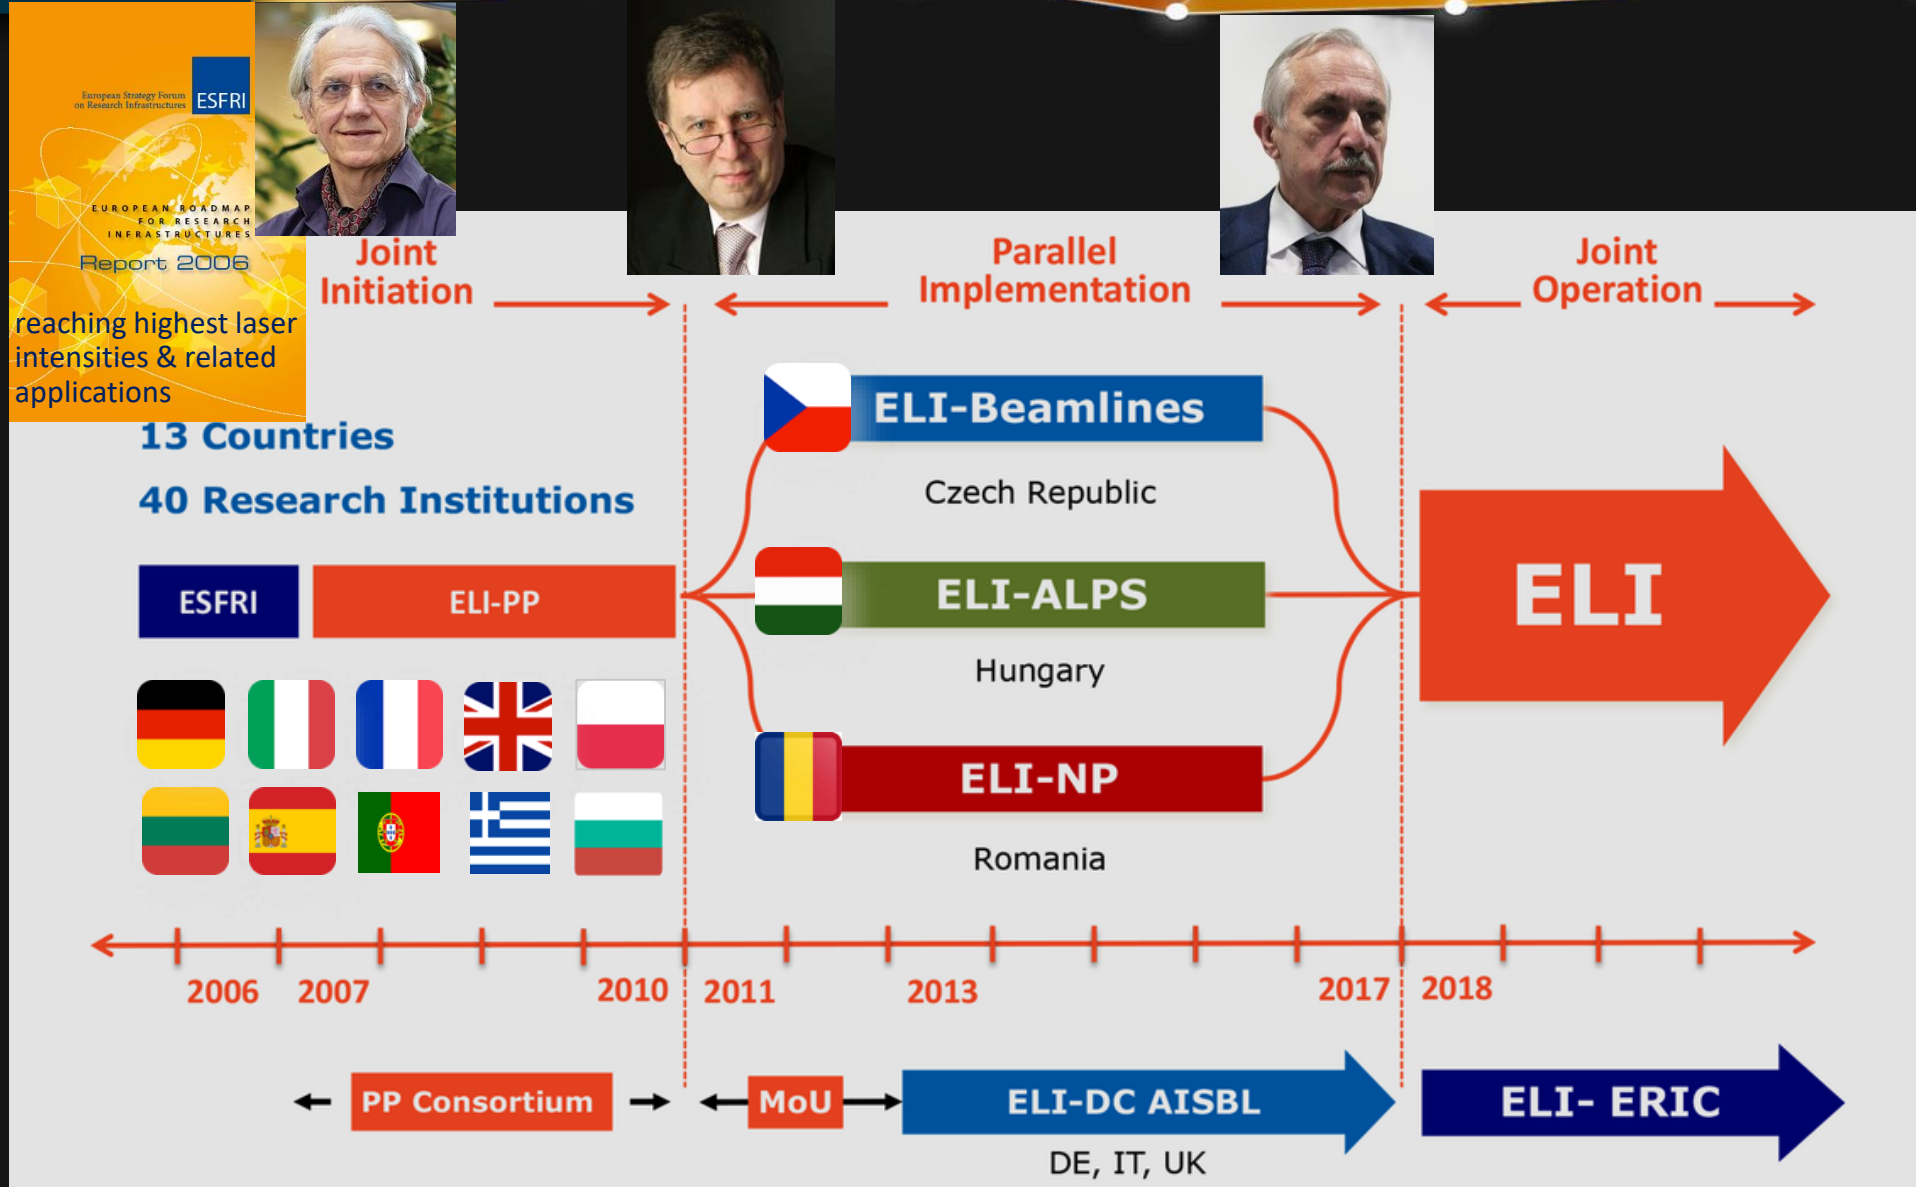 European Strategy Forum
on Research Infrastructures
ESFRI
EUROPEAN ROADMAP
FOR RESEARCH
INFRASTRUCTURES
Report 2006
reaching highest laser
intensities & related
applications
Joint
Initiation
Parallel
Implementation
Joint
Operation
13 Countries
40 Research Institutions
ESFRI
ELI-PP
ELI-Beamlines
Czech Republic
ELI-ALPS
Hungary
ELI-NP
Romania
ELI
2006
2007
2010
2011
2013
2017
2018
PP Consortium
MoU
ELI-DC AISBL
DE, IT, UK
ELI- ERIC